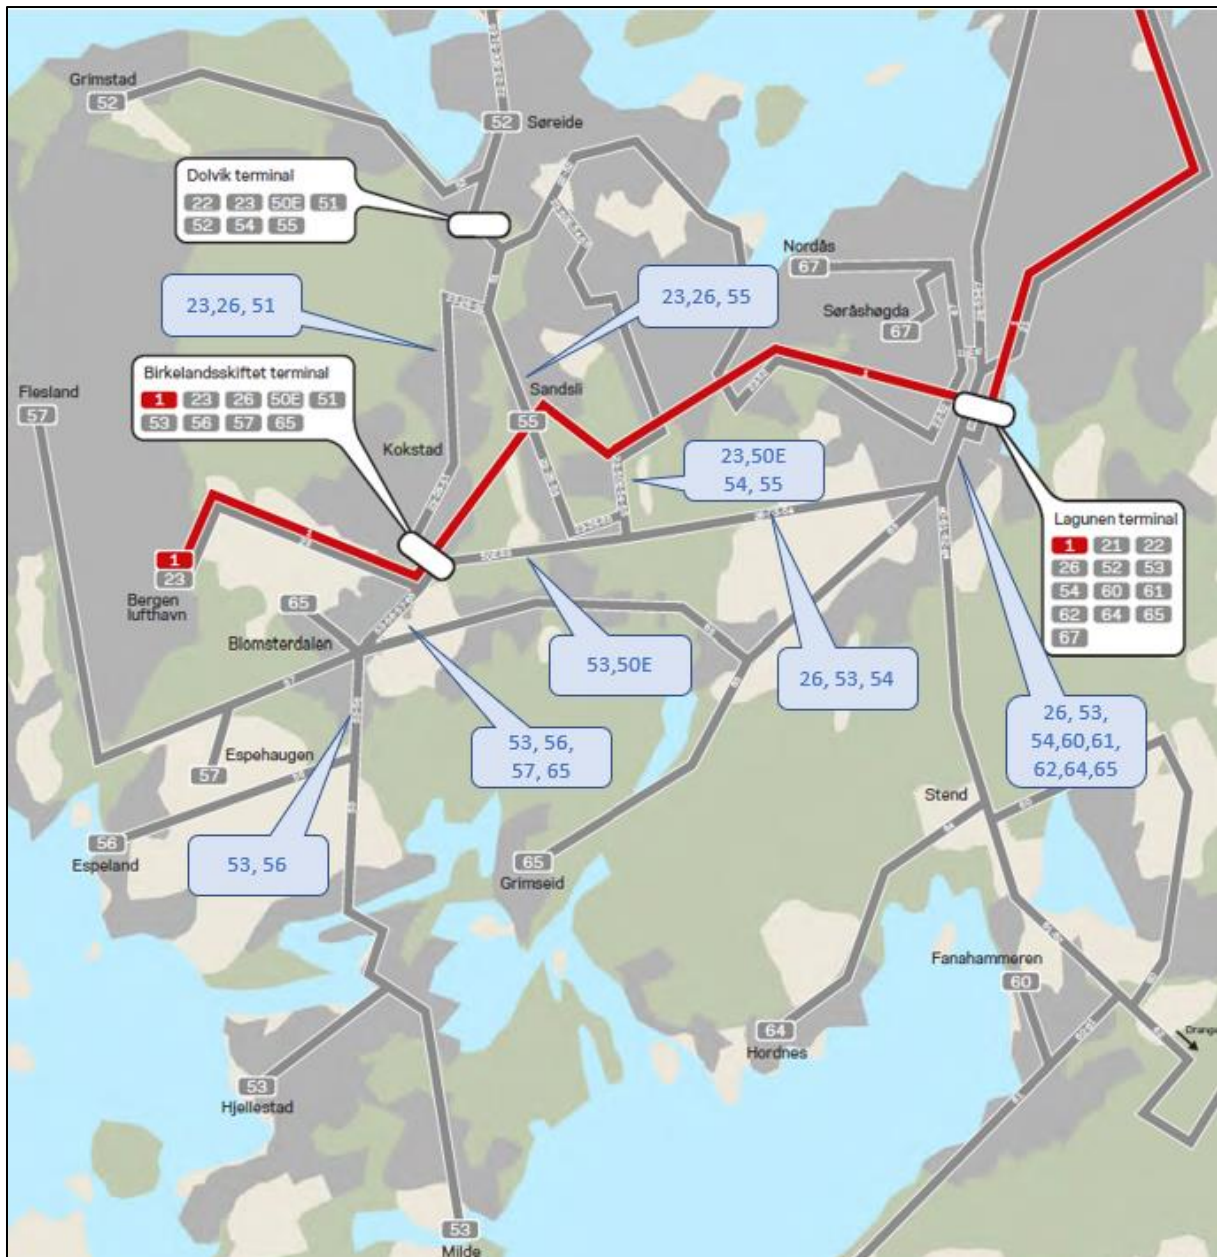 Grimstad
52
52 Søreide
Dolvik terminal
22 23 50E 51
52 54 55
Nordås
67
23,26, 51
23,26, 55
Søråshøgda
67
Birkelandsskiftet terminal
1 23 26 50E 51
53 56 57 65
Flesland
57
Sandsli
55
Kokstad
23,50E
54, 55
Lagunen terminal
1 21 22
26 52 53
54 60 61
62 64 65
67
1
23
Bergen
lufthavn
65
Blomsterdalen
53,50E
26, 53, 54
53, 56,
57, 65
26, 53,
54,60,61,
62,64,65
Espehaugen
57
Stend
56
Espeland
53, 56
65
Grimseid
Fanahammeren
60
64
Hordnes
53
Hjellestad
53
Milde